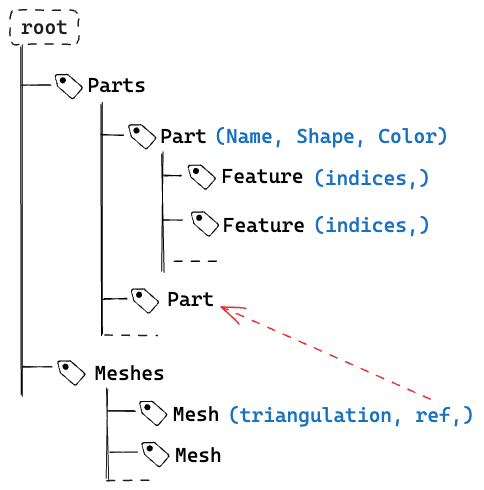 root
Parts
Part (Name, Shape, Color)
Feature (indices,)
Feature (indices,)
Part
Meshes
Mesh (triangulation, ref,)
Mesh